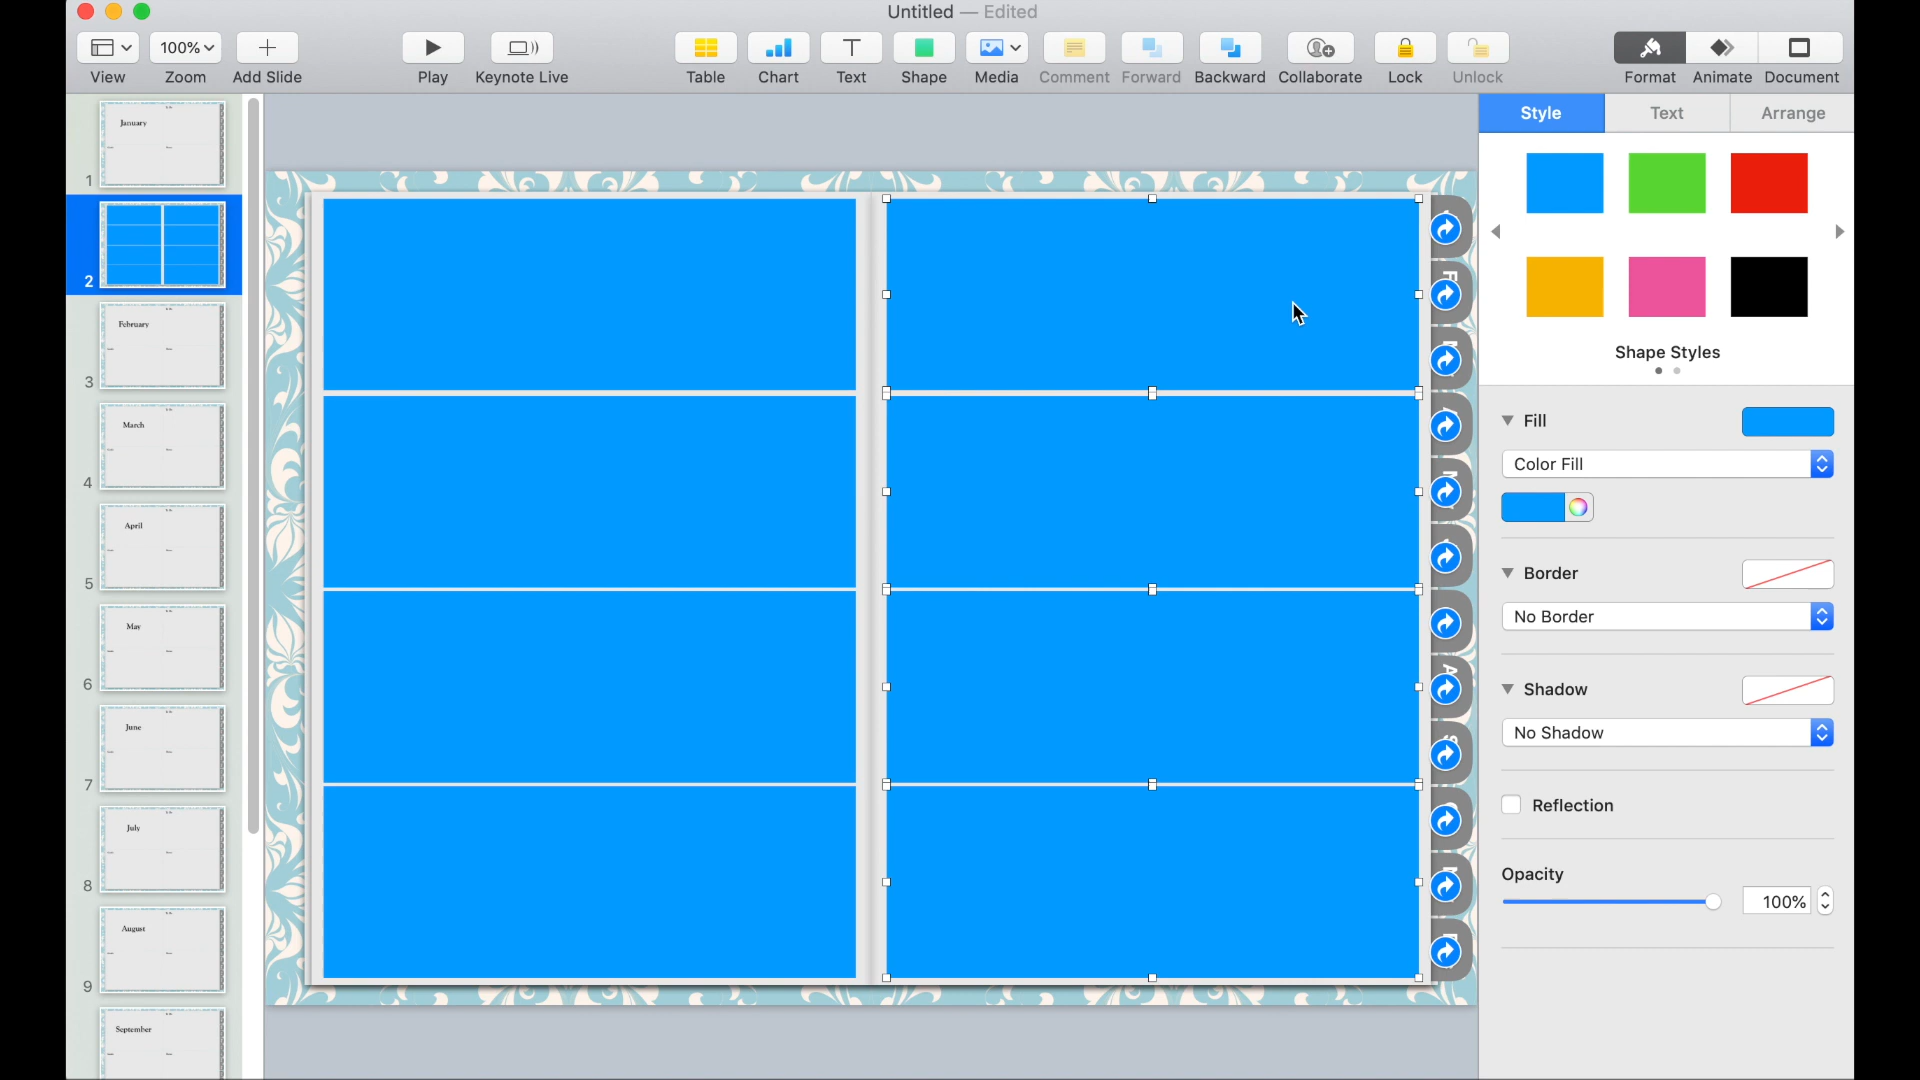 Untitled — Edited
100%
View
Zoom
Add Slide
Play
Keynote Live
Table
Chart
Text
Shape
Media
Comment
Forward
Backward
Collaborate
Lock
Unlock
Format
Animate
Document
Style
Text
Arrange
January
1
2
February
3
March
4
April
5
May
6
June
7
July
8
August
9
September
Shape Styles
Fill
Color Fill
Border
No Border
Shadow
No Shadow
Reflection
Opacity
100%